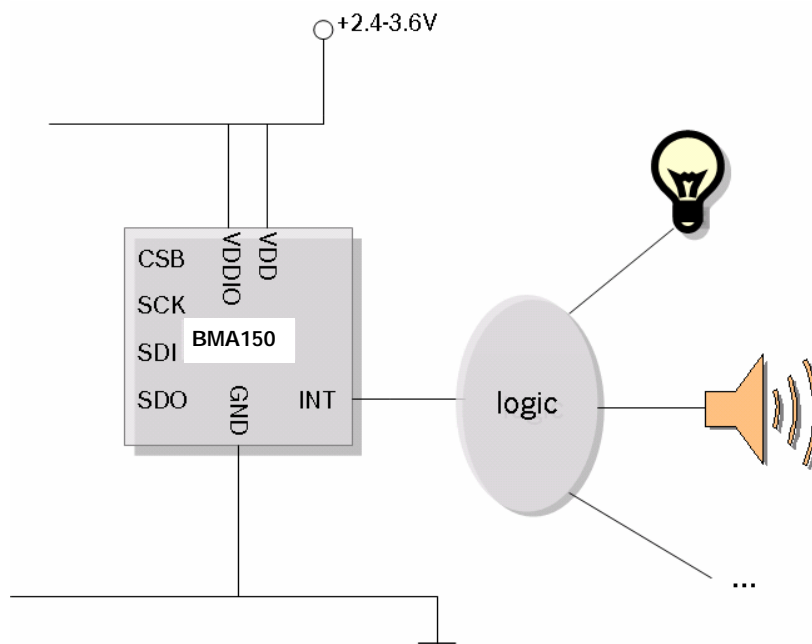 +2.4-3.6V
VDDIO
VDD
CSB
SCK
BMA150
SDI
SDO
GND
INT
logic
...